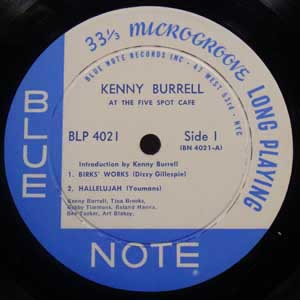 33⅓ MICROGROOVE LONG PLAYING
BLUE NOTE RECORDS INC · 47 WEST 63rd · NYC
KENNY BURRELL
AT THE FIVE SPOT CAFE
BLP 4021 Side 1
(BN 4021-A)
Introduction by Kenny Burrell
1. BIRKS' WORKS (Dizzy Gillespie)
2. HALLELUJAH (Youmans)
Kenny Burrell, Tina Brooks,
Bobby Timmons, Roland Hanna,
Ben Tucker, Art Blakey.
BLUE
NOTE